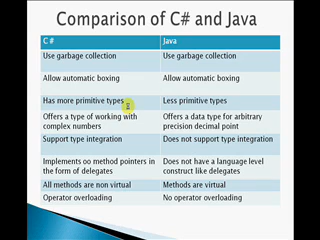 Comparison of C# and Java
C #
Java
Use garbage collection
Use garbage collection
Allow automatic boxing
Allow automatic boxing
Has more primitive types
Less primitive types
Offers a type of working with
complex numbers
Offers a data type for arbitrary
precision decimal point
Support type integration
Does not support type integration
Implements oo method pointers in
the form of delegates
Does not have a language level
construct like delegates
All methods are non virtual
Methods are virtual
Operator overloading
No operator overloading